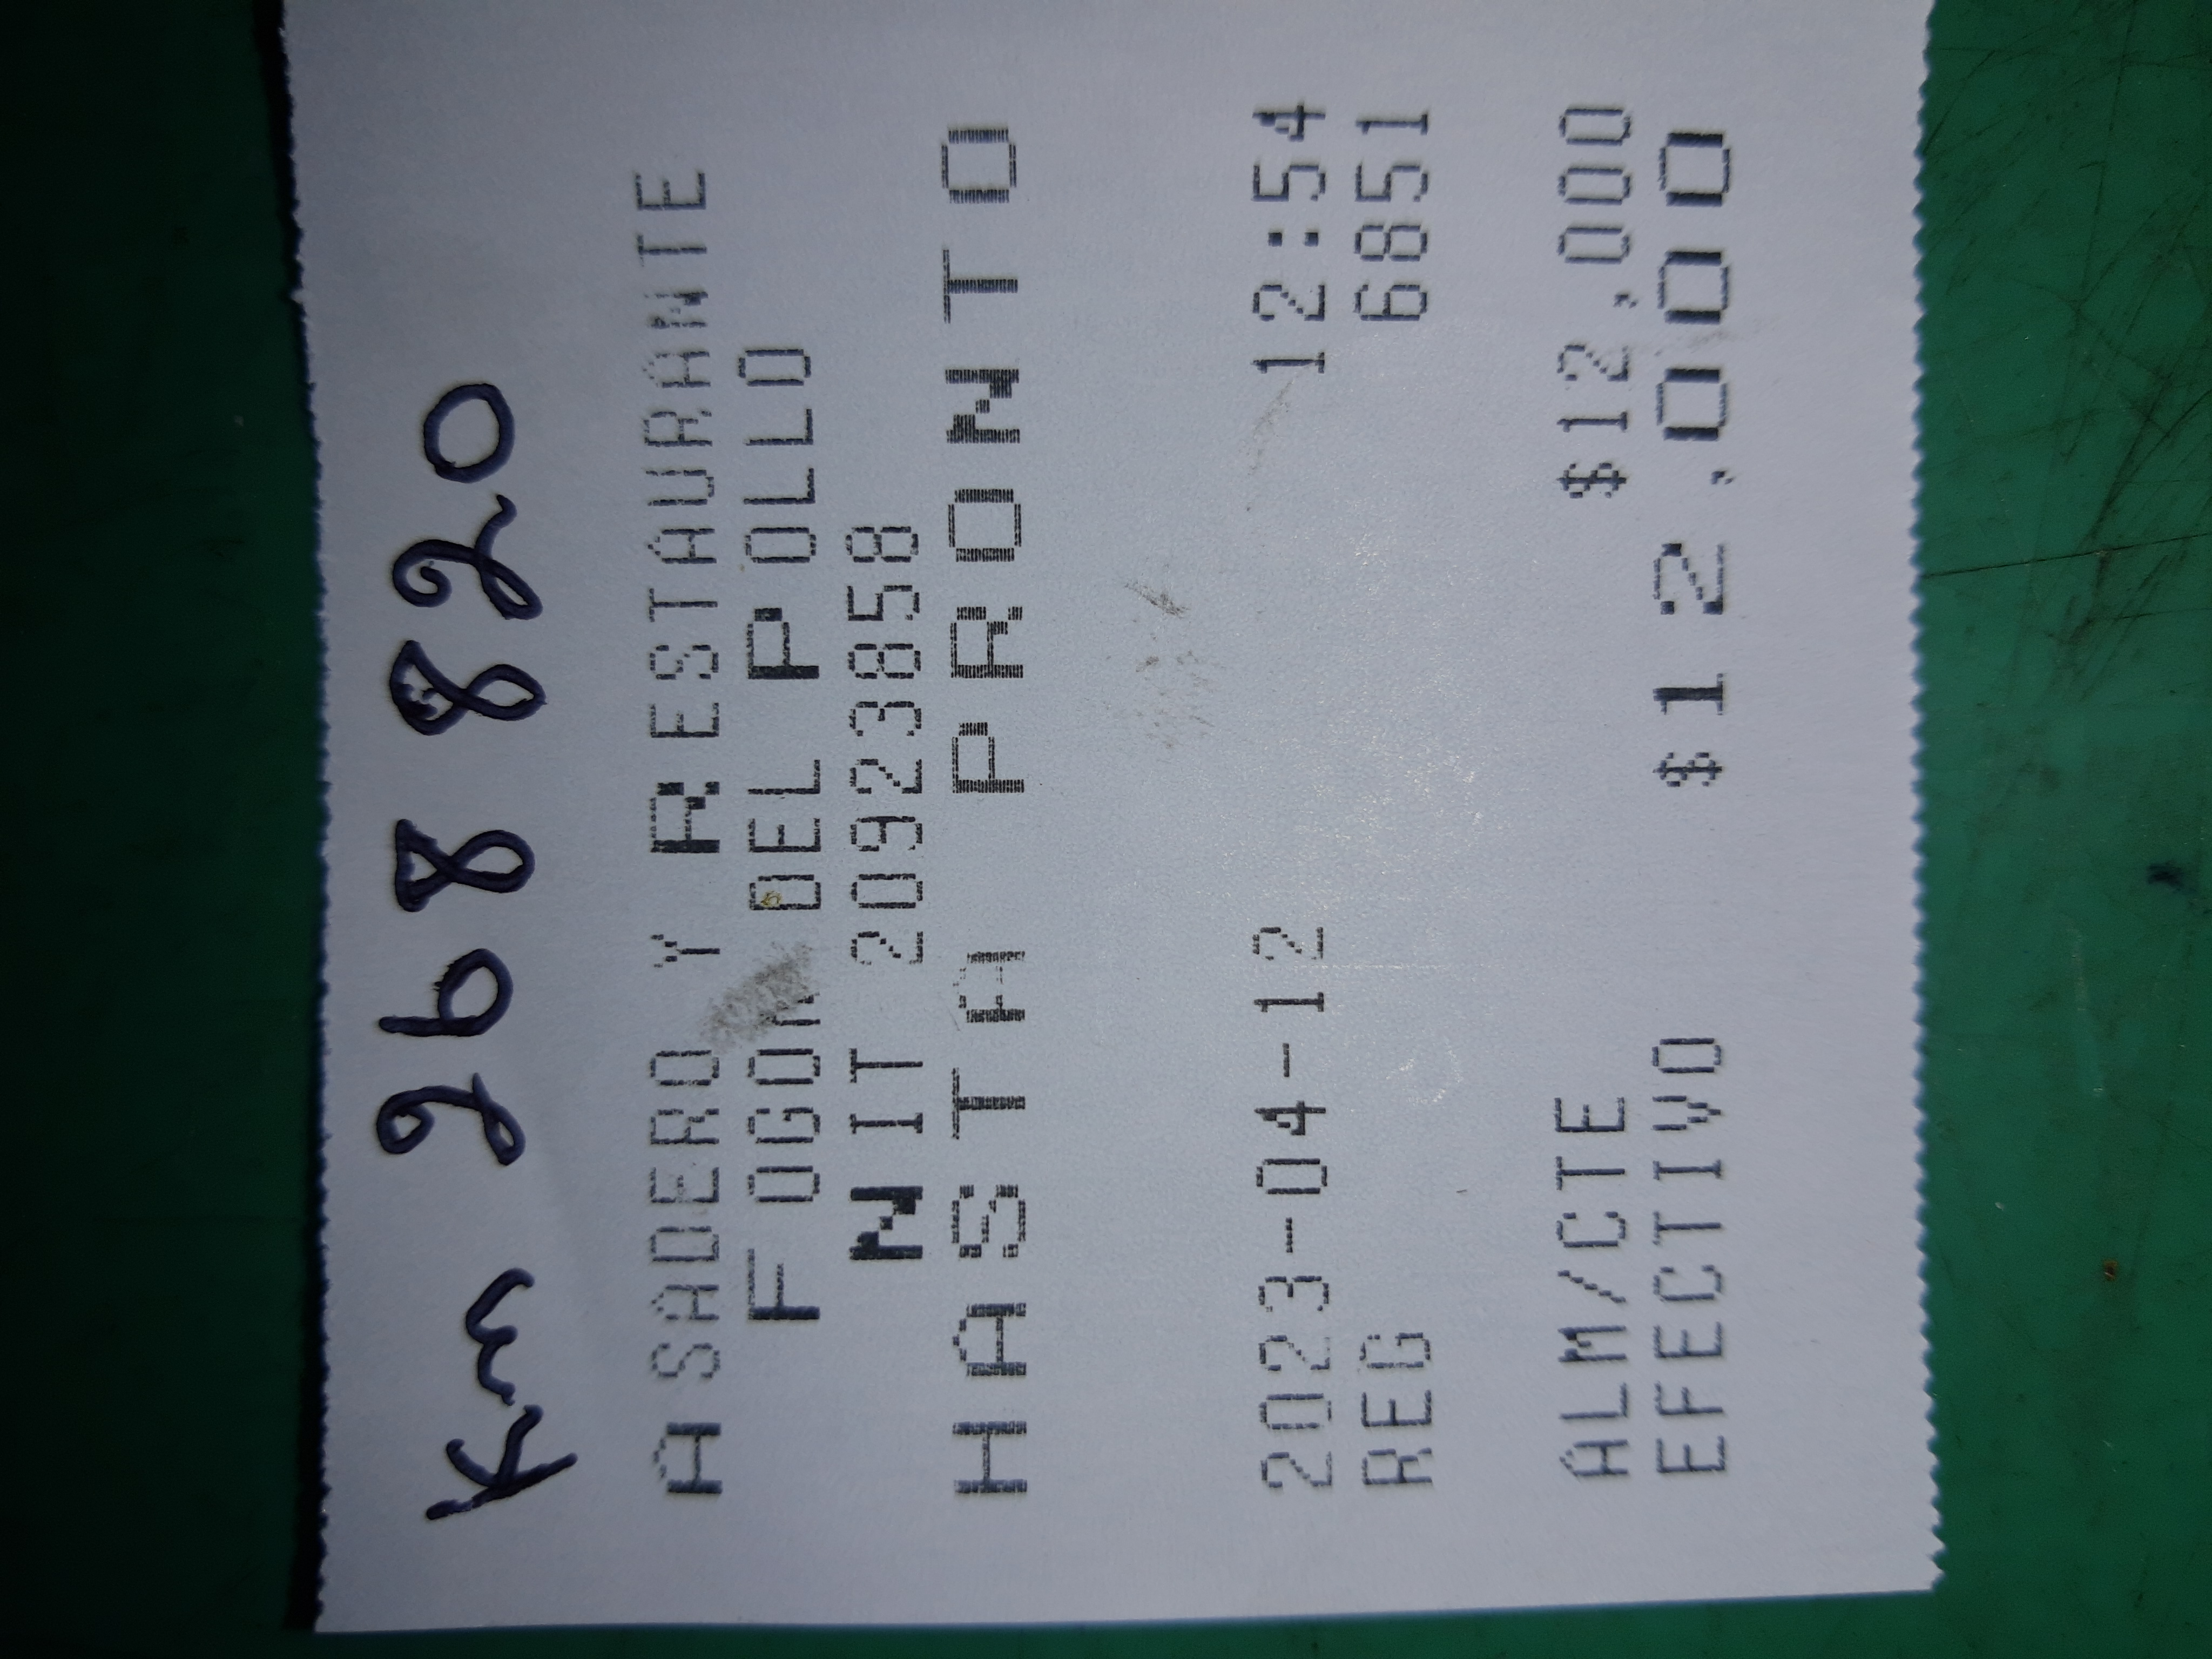 Km 268820
ASADERO Y RESTAURANTE
FOGON DEL POLLO
NIT 20923858
HASTA PRONTO
2023-04-12 12:54
REG 6851
ALM/CTE $12,000
EFECTIVO $12,000